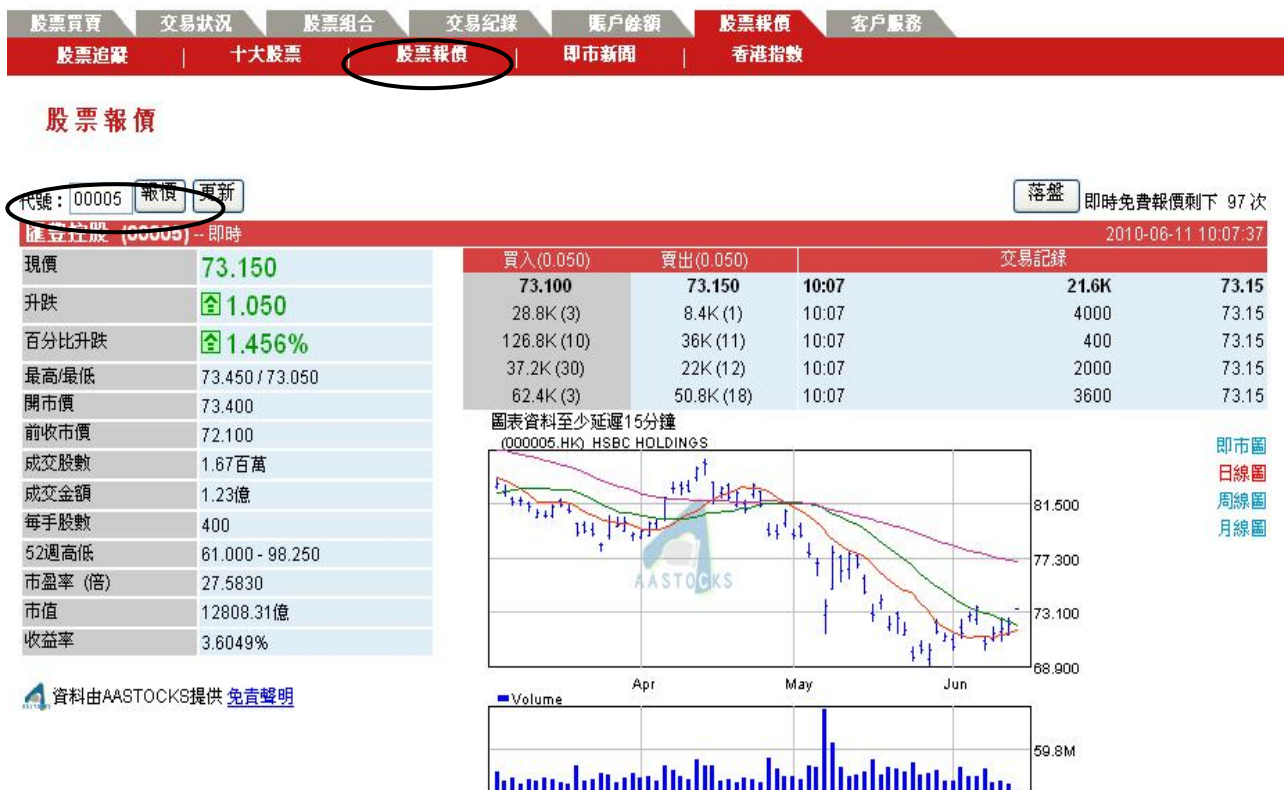 股票買賣 交易狀況 股票組合 交易紀錄 賬户餘額 股票報價 客户服務
股票追蹤 | 十大股票 | 股票報價 | 即市新聞 | 香港指數
股票報價
代號： 00005 報價 更新 落盤 即時免費報價剩下 97 次
匯豐控股 (00005) -- 即時 2010-06-11 10:07:37
現價 73.150
升跌 1.050
百分比升跌 1.456%
最高/最低 73.450 / 73.050
開市價 73.400
前收市價 72.100
成交股數 1.67百萬
成交金額 1.23億
每手股數 400
52週高低 61.000 - 98.250
市盈率 (倍) 27.5830
市值 12808.31億
收益率 3.6049%
資料由AASTOCKS提供 免責聲明
買入(0.050) 賣出(0.050) 交易記錄
73.100 73.150 10:07 21.6K 73.15
28.8K (3) 8.4K (1) 10:07 4000 73.15
126.8K (10) 36K (11) 10:07 400 73.15
37.2K (30) 22K (12) 10:07 2000 73.15
62.4K (3) 50.8K (18) 10:07 3600 73.15
圖表資料至少延遲15分鐘
(000005.HK) HSBC HOLDINGS
即市圖
日線圖
周線圖
月線圖
81.500
77.300
73.100
68.900
AASTOCKS
Apr May Jun
Volume
59.8M